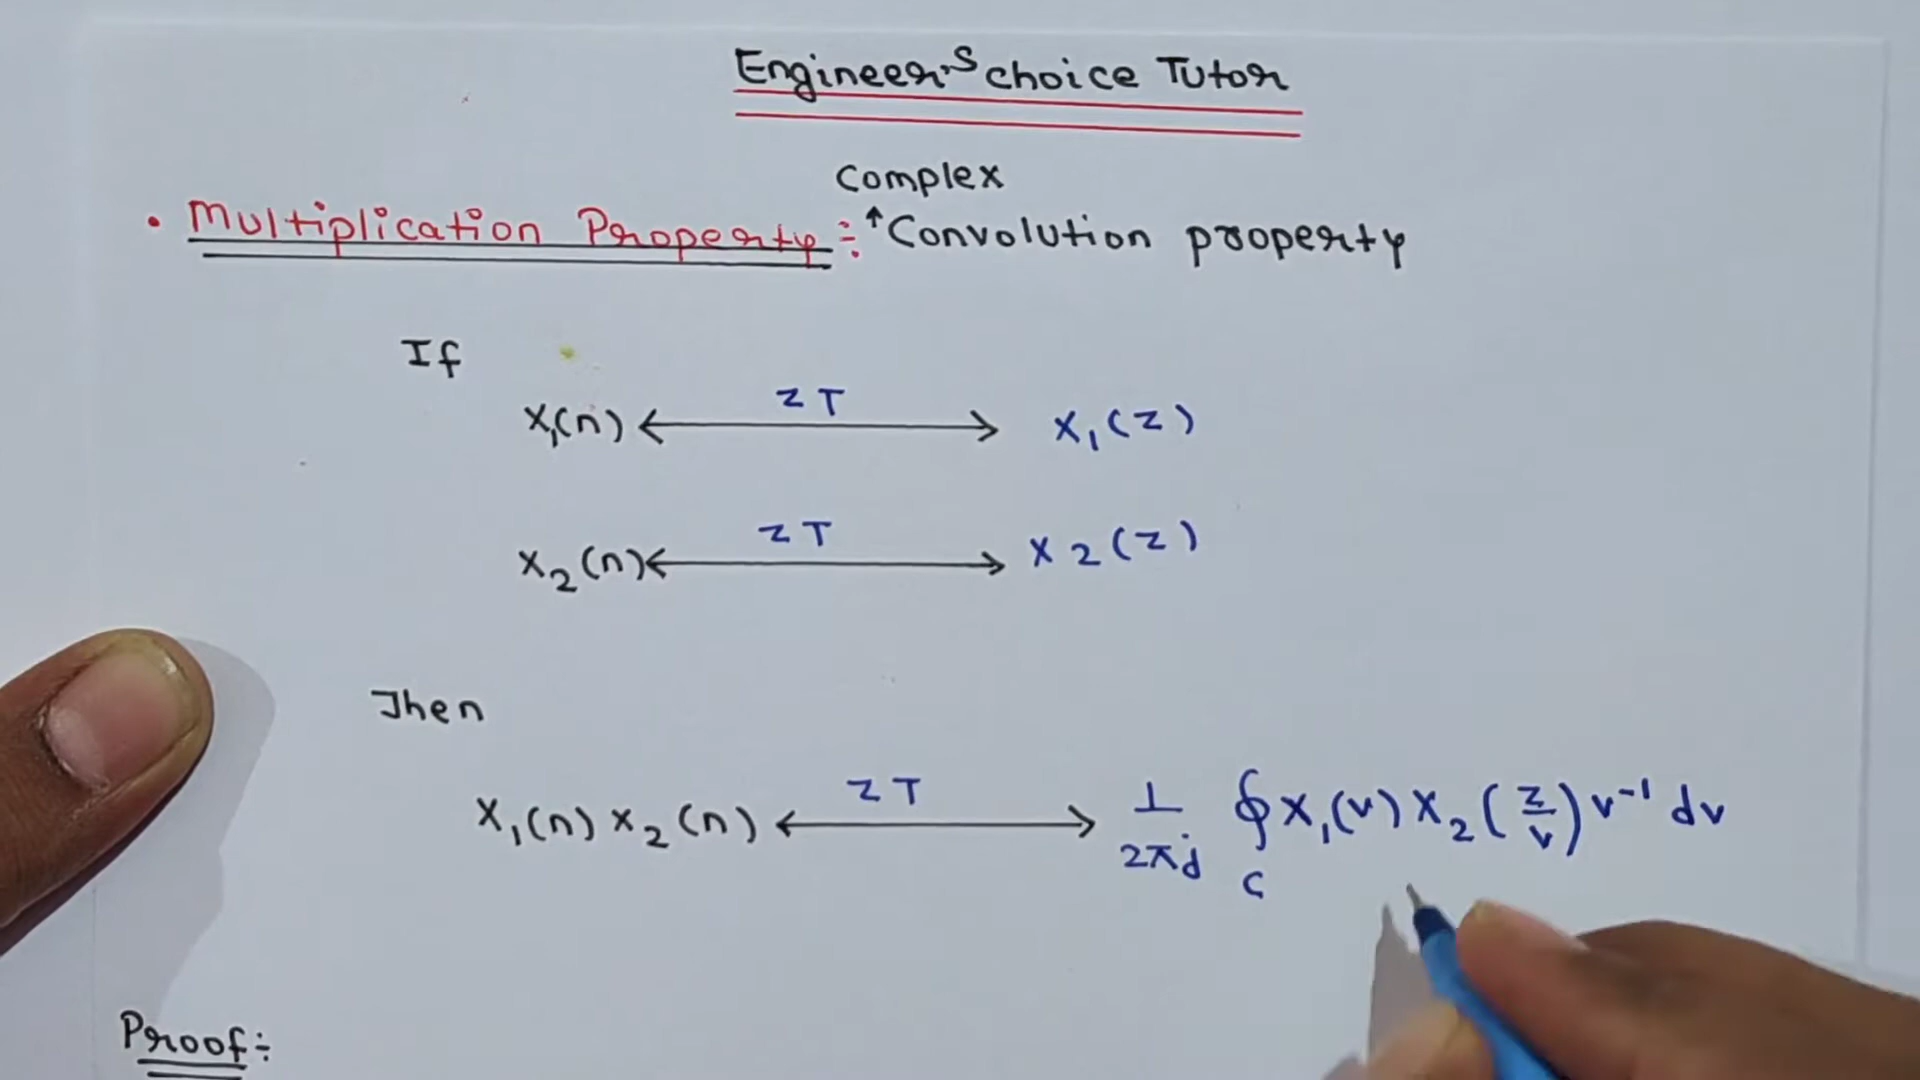 Engineer's choice Tutor
Complex
• Multiplication Property ÷ ↑Convolution property
If
x₁(n) ⟷ X₁(z)
ZT
x₂(n) ⟷ X₂(z)
ZT
Then
x₁(n) x₂(n) ⟷ 1/2πj ∮c X₁(v) X₂(z/v) v⁻¹ dv
ZT
Proof ÷